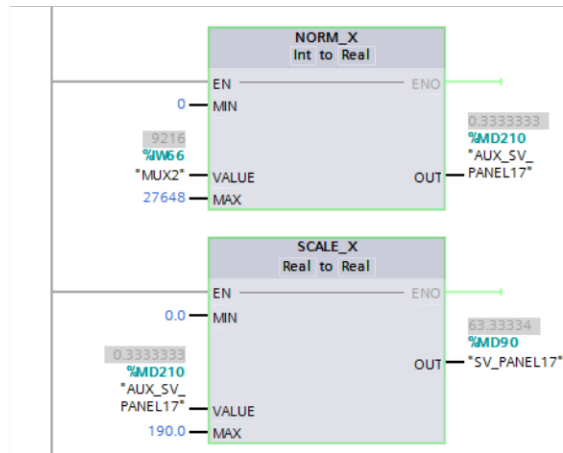 NORM_X
Int to Real
EN
ENO
0
MIN
0.3333333
9216
%MD210
%IW66
"AUX_SV_
"MUX2"
VALUE
OUT
PANEL17"
27648
MAX
SCALE_X
Real to Real
EN
ENO
0.0
MIN
63.33334
%MD90
0.3333333
OUT
"SV_PANEL17"
%MD210
"AUX_SV_
PANEL17"
VALUE
190.0
MAX